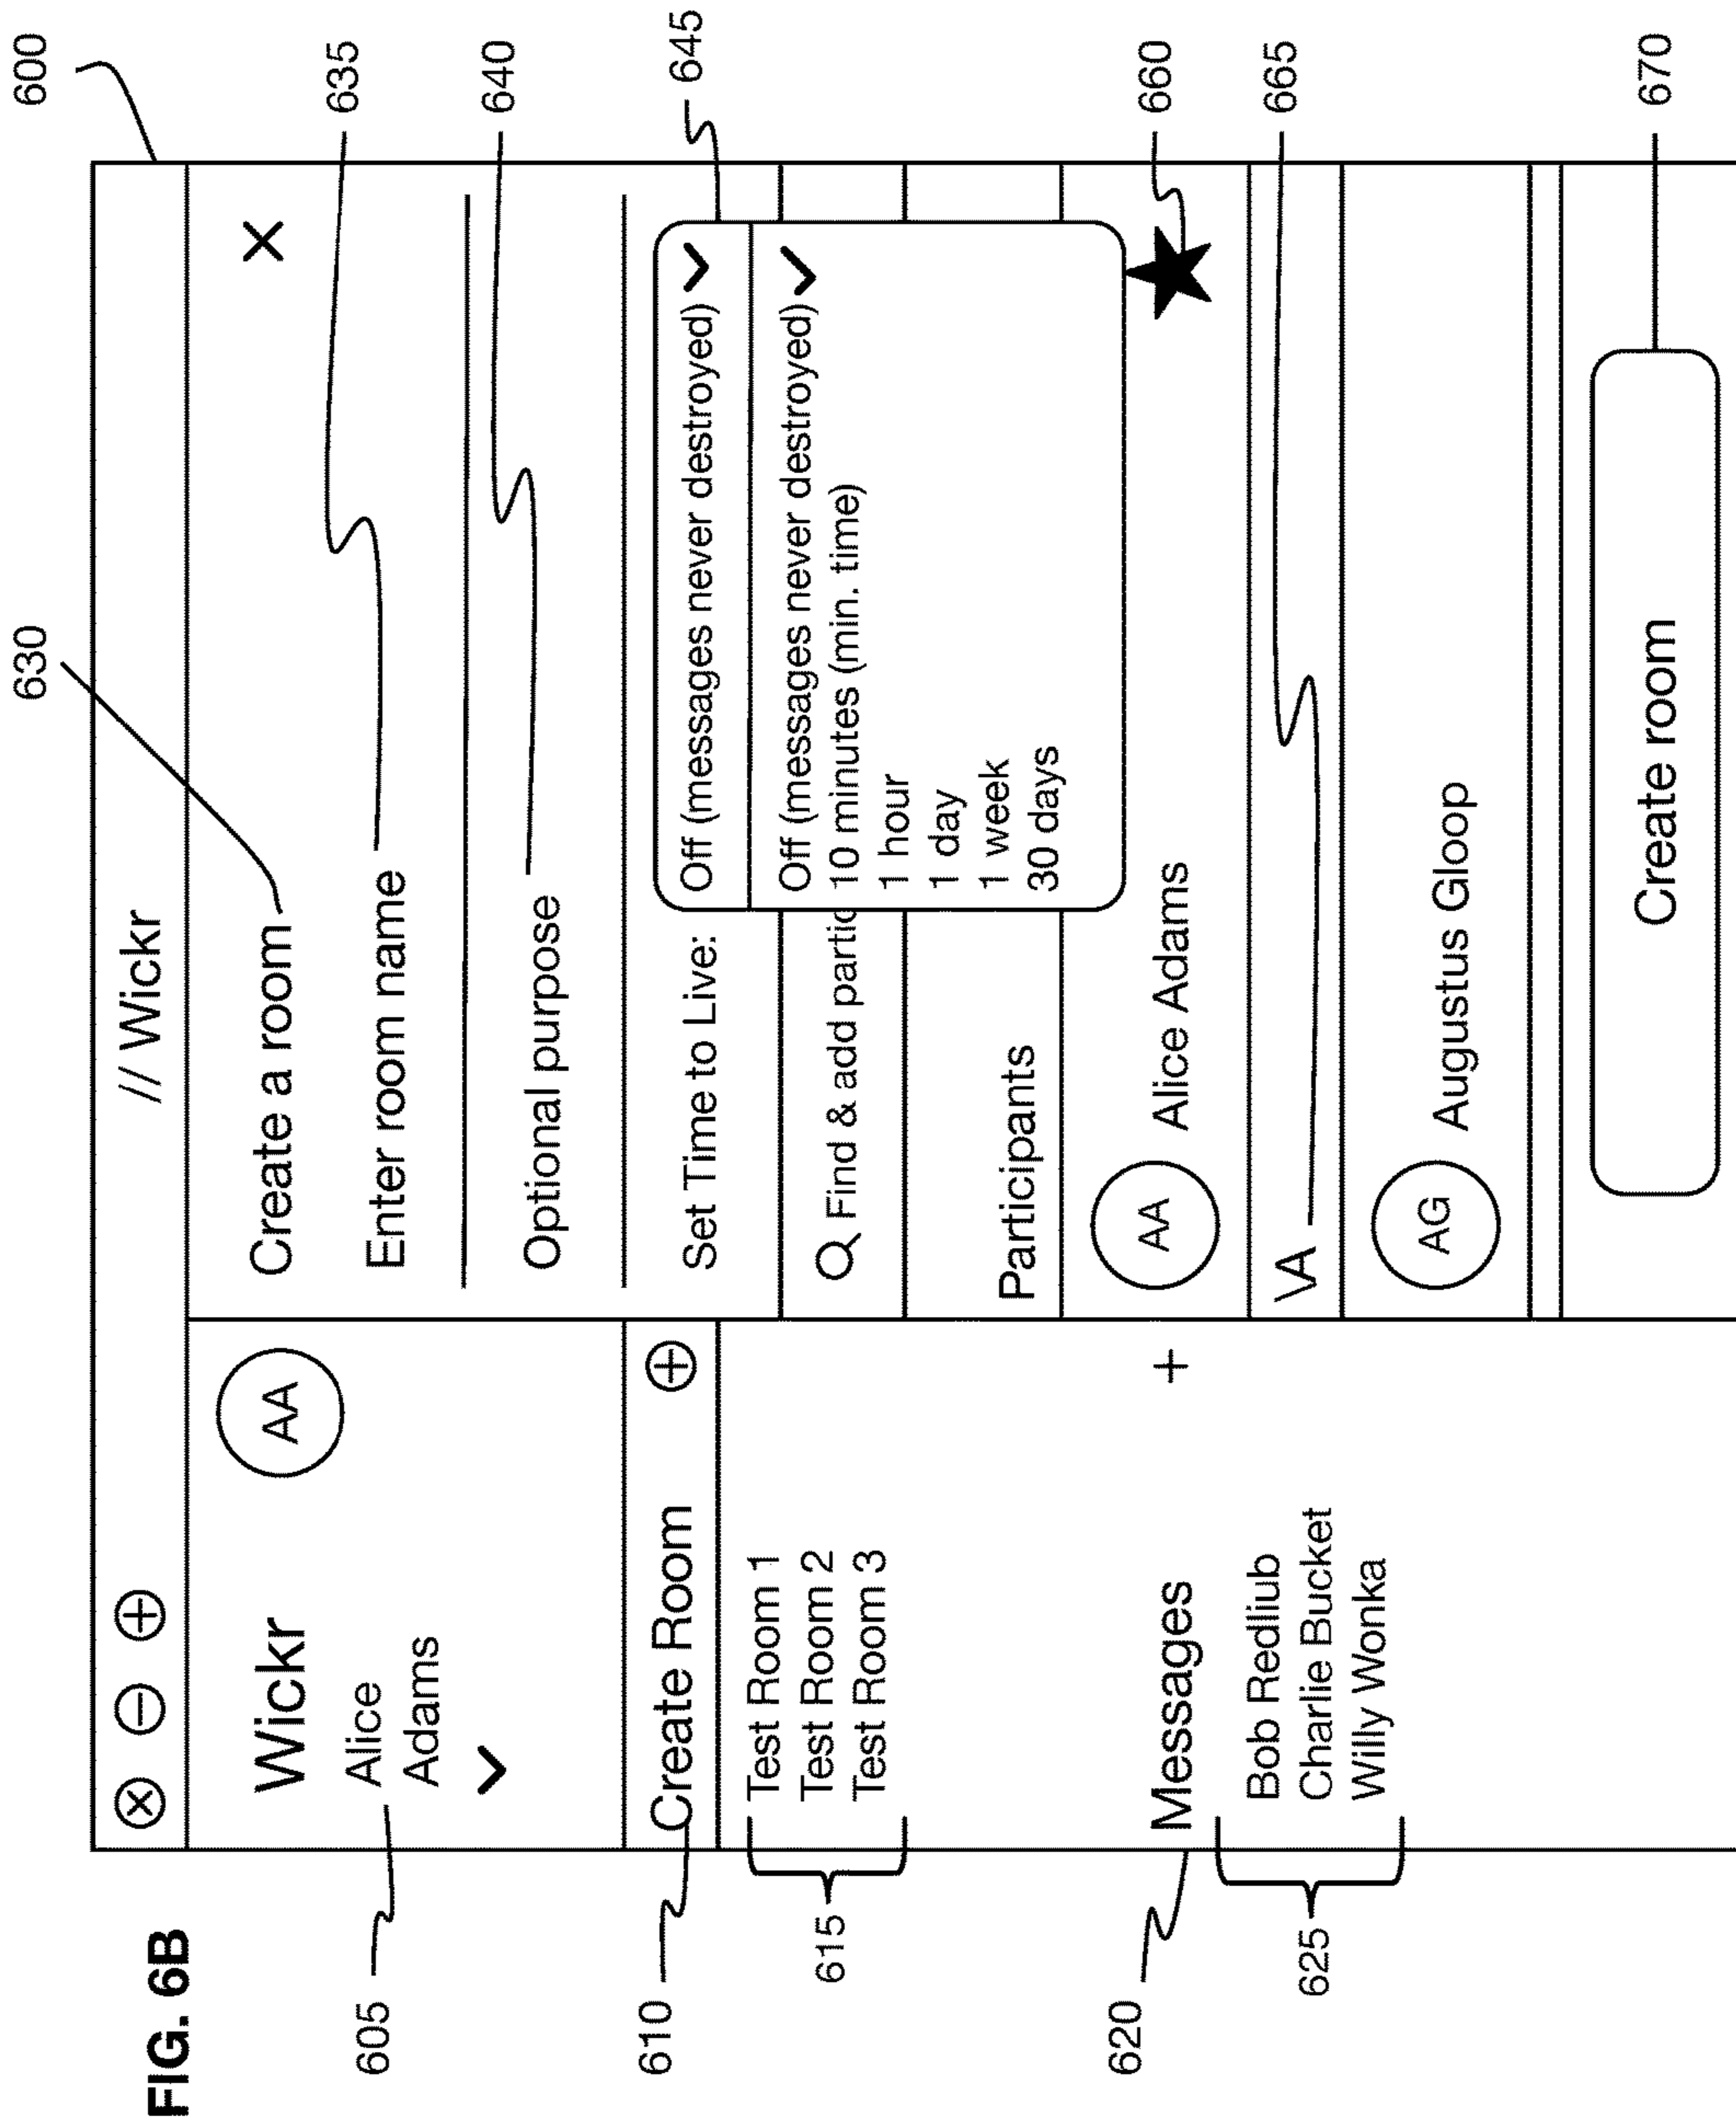 FIG. 6B
600
630
// Wickr
Wickr
AA
Alice
Adams
605
Create Room
610
Test Room 1
Test Room 2
Test Room 3
615
Messages
+
620
Bob Redliub
Charlie Bucket
Willy Wonka
625
Create a room
X
Enter room name
635
Optional purpose
640
Set Time to Live:
Off (messages never destroyed)
645
Off (messages never destroyed)
10 minutes (min. time)
1 hour
1 day
1 week
30 days
Find & add partic
Participants
AA
Alice Adams
660
\A
665
AG
Augustus Gloop
Create room
670